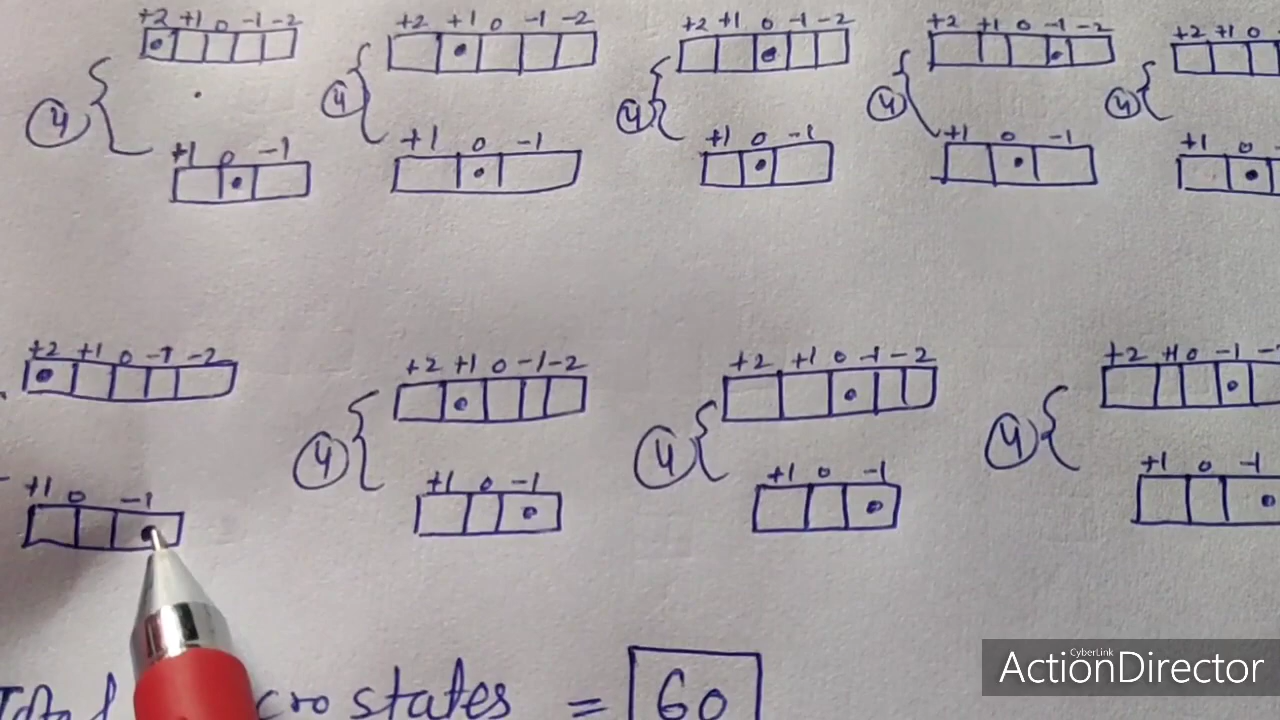 +2 +1 0 -1 -2 +2 +1 0 -1 -2 +2 +1 0 -1 -2 +2 +1 0 -1 -2 +2 +1 0
4 4 4 4 4
+1 0 -1 +1 0 -1 +1 0 -1 +1 0 -1 +1 0
+2 +1 0 -1 -2 +2 +1 0 -1 -2 +2 +1 0 -1 -2 +2 +1 0 -1
4 4 4
+1 0 -1 +1 0 -1 +1 0 -1 +1 0 -1
Total crostates = 60
CyberLink
ActionDirector